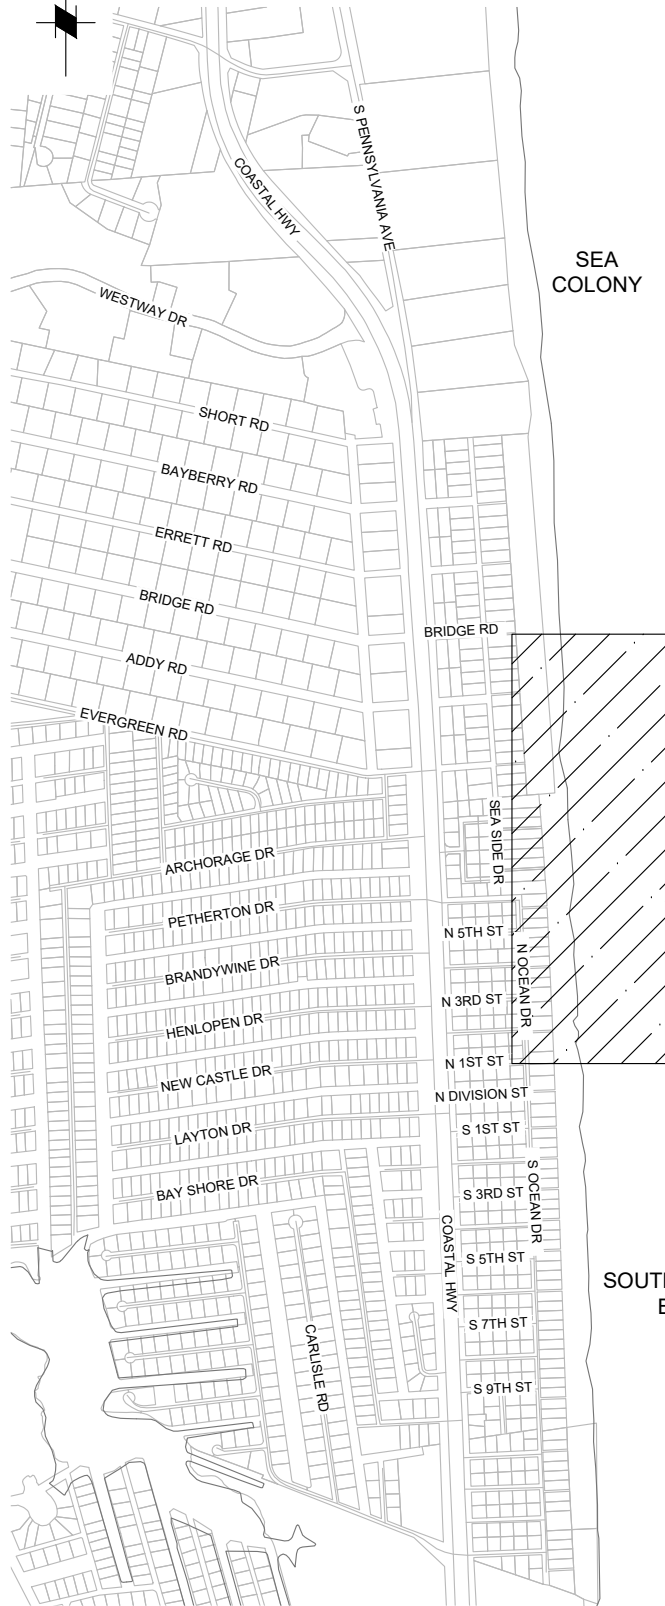 S PENNSYLVANIA AVE
COASTAL HWY
SEA
COLONY
WESTWAY DR
SHORT RD
BAYBERRY RD
ERRETT RD
BRIDGE RD
BRIDGE RD
ADDY RD
EVERGREEN RD
SEA SIDE DR
ARCHORAGE DR
PETHERTON DR
N 5TH ST
BRANDYWINE DR
N OCEAN DR
N 3RD ST
HENLOPEN DR
N 1ST ST
NEW CASTLE DR
N DIVISION ST
LAYTON DR
S 1ST ST
BAY SHORE DR
S 3RD ST
S OCEAN DR
COASTAL HWY
S 5TH ST
S 7TH ST
CARLISLE RD
S 9TH ST